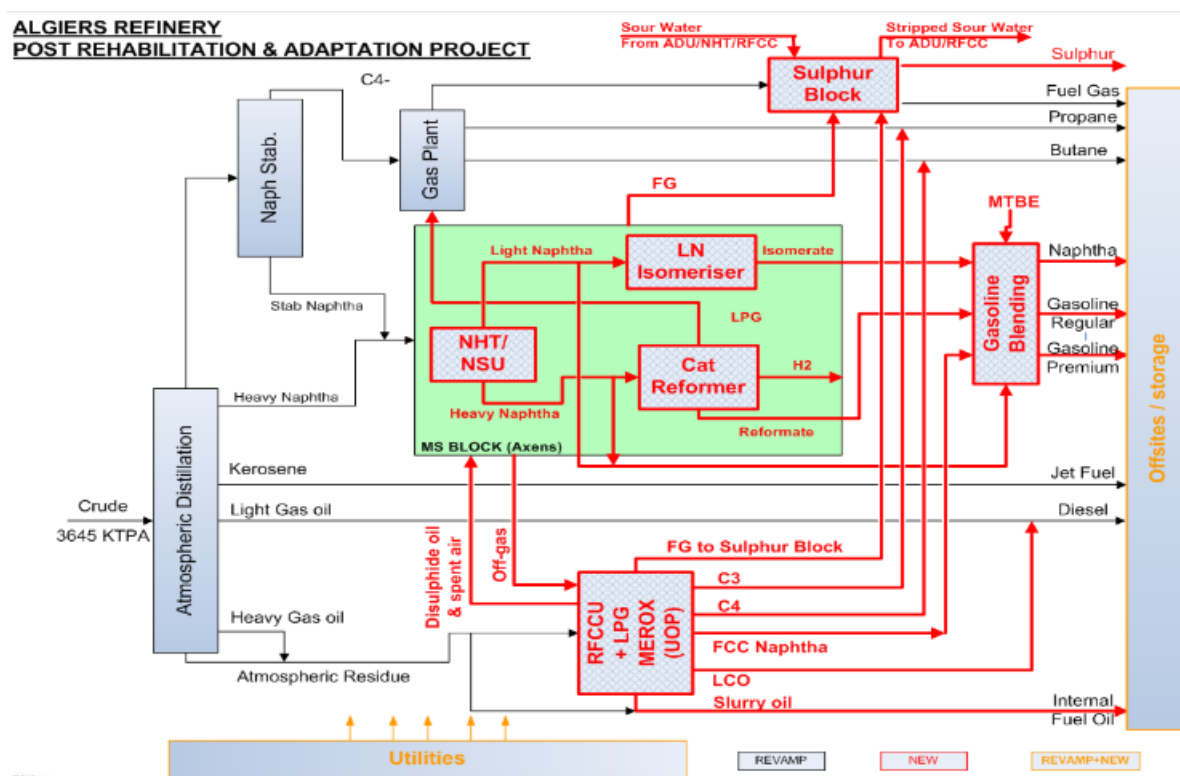 ALGIERS REFINERY
POST REHABILITATION & ADAPTATION PROJECT
Sour Water
From ADU/NHT/RFCC
Stripped Sour Water
To ADU/RFCC
Sulphur
Sulphur
Block
C4-
Fuel Gas
Propane
Butane
Naph Stab.
Gas Plant
FG
MTBE
Light Naphtha
LN
Isomeriser
Isomerate
Naphtha
Stab Naphtha
LPG
Gasoline
Regular
Gasoline
Premium
Gasoline
Blending
NHT/
NSU
Cat
Reformer
H2
Heavy Naphtha
Heavy Naphtha
Reformate
MS BLOCK (Axens)
Kerosene
Jet Fuel
Crude
3645 KTPA
Atmospheric Distillation
Light Gas oil
Diesel
Offsites / storage
Disulphide oil
& spent air
Off-gas
FG to Sulphur Block
C3
C4
RFCCU
+ LPG
MEROX
(UOP)
Heavy Gas oil
FCC Naphtha
Atmospheric Residue
LCO
Slurry oil
Internal
Fuel Oil
Utilities
REVAMP
NEW
REVAMP+NEW